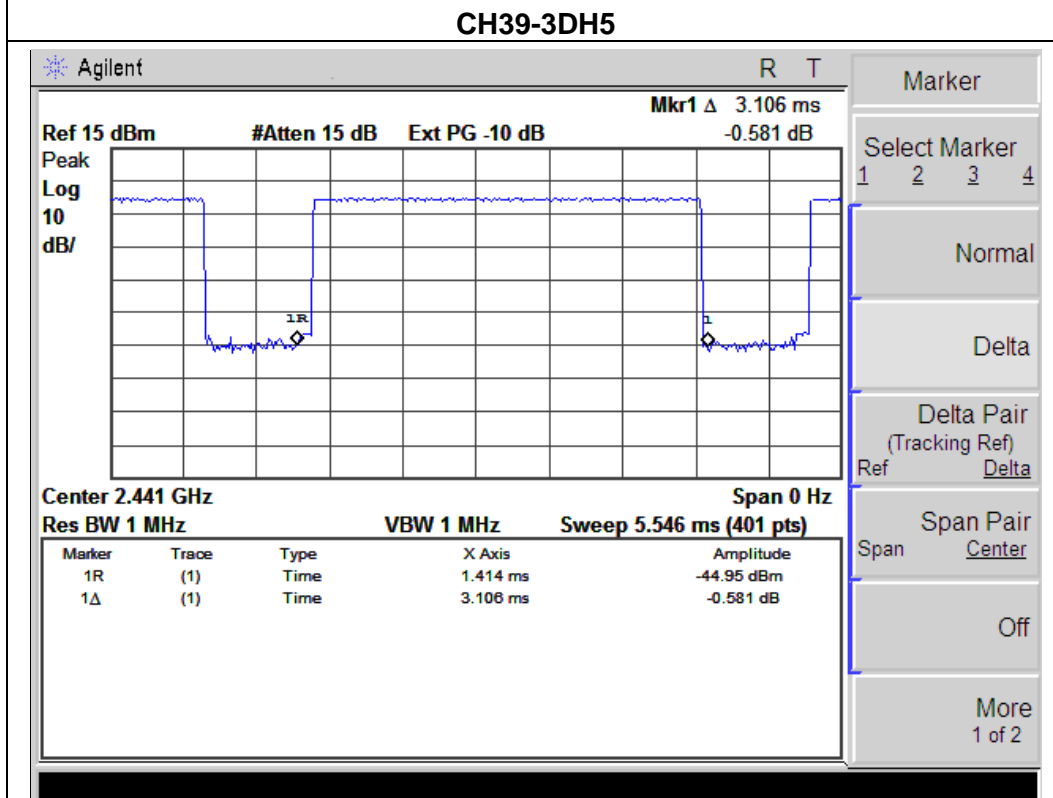 CH39-3DH5
Agilent
R T
Mkr1 Δ 3.106 ms
Ref 15 dBm #Atten 15 dB Ext PG -10 dB -0.581 dB
Peak
Log
10
dB/
1R
1
Center 2.441 GHz Span 0 Hz
Res BW 1 MHz VBW 1 MHz Sweep 5.546 ms (401 pts)
Marker Trace Type X Axis Amplitude
1R (1) Time 1.414 ms -44.95 dBm
1Δ (1) Time 3.106 ms -0.581 dB
Marker
Select Marker
1 2 3 4
Normal
Delta
Delta Pair
(Tracking Ref)
Ref Delta
Span Pair
Span Center
Off
More
1 of 2